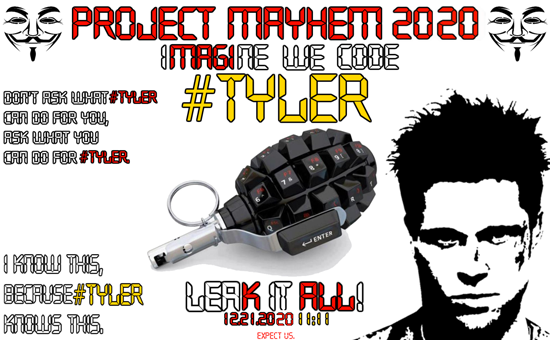 PROJECT MAYHEM 2020
IMAGINE WE CODE
#TYLER
DON'T ASK WHAT #TYLER
CAN DO FOR YOU,
ASK WHAT YOU
CAN DO FOR #TYLER.
ENTER
I KNOW THIS,
BECAUSE #TYLER
KNOWS THIS.
LEAK IT ALL!
12.21.2020 11:11
EXPECT US.